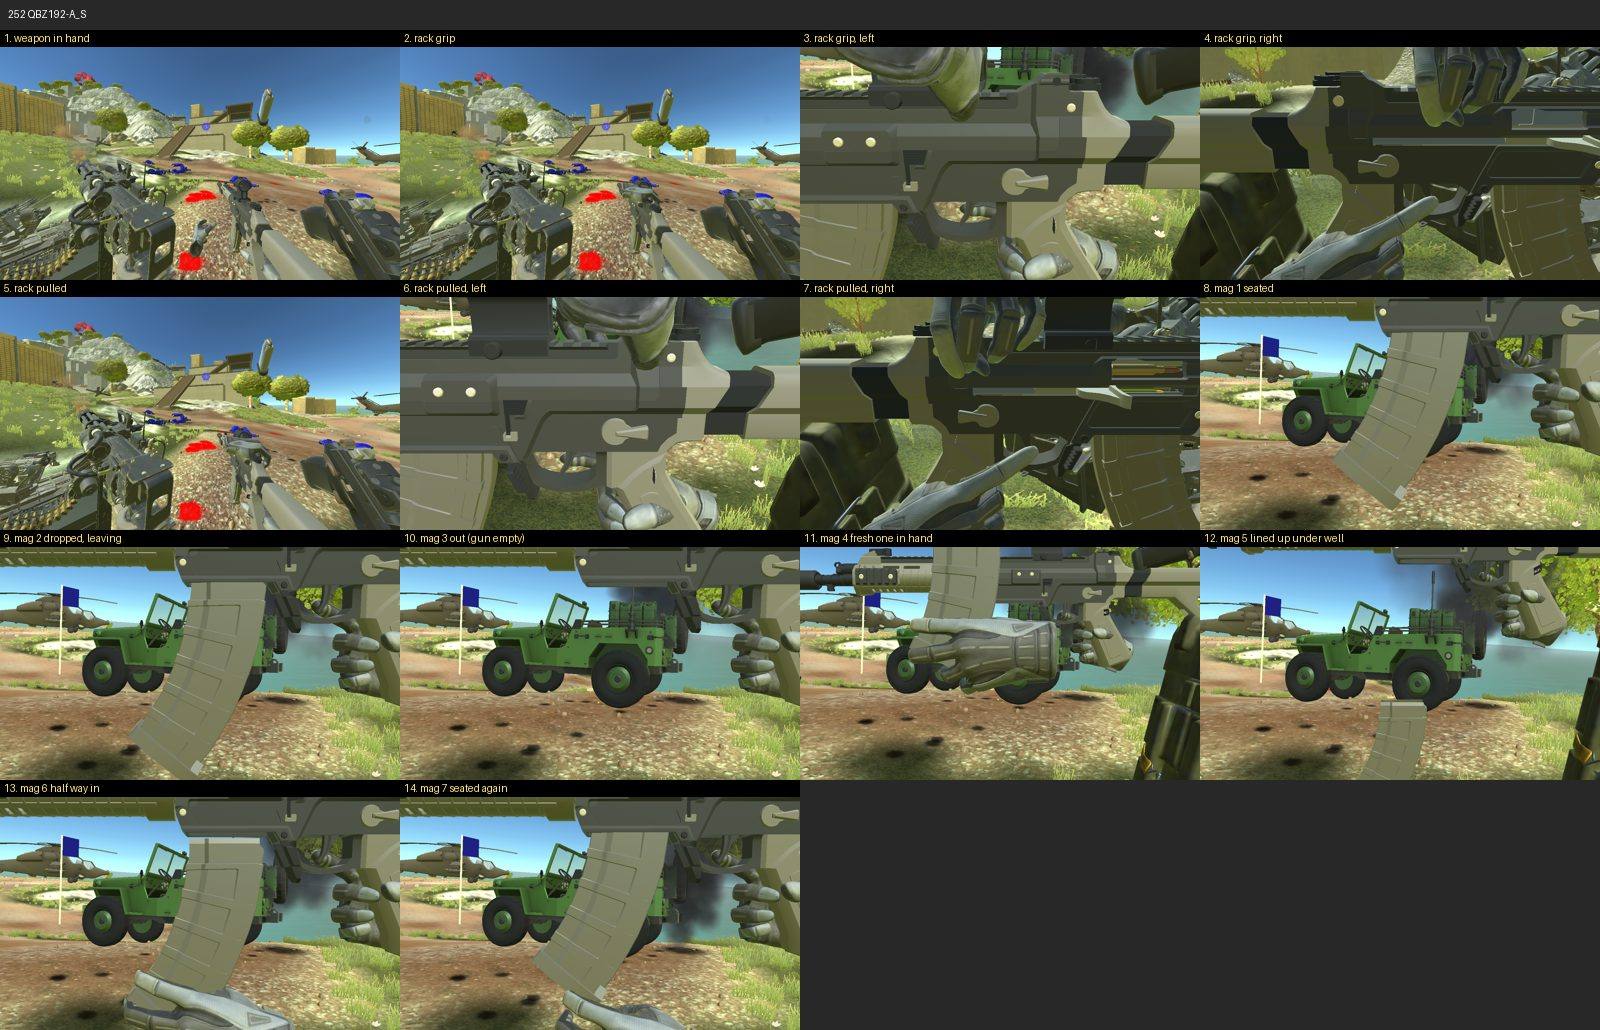 252 QBZ192-A_S
1. weapon in hand
2. rack grip
3. rack grip, left
4. rack grip, right
5. rack pulled
6. rack pulled, left
7. rack pulled, right
8. mag 1 seated
9. mag 2 dropped, leaving
10. mag 3 out (gun empty)
11. mag 4 fresh one in hand
12. mag 5 lined up under well
13. mag 6 half way in
14. mag 7 seated again